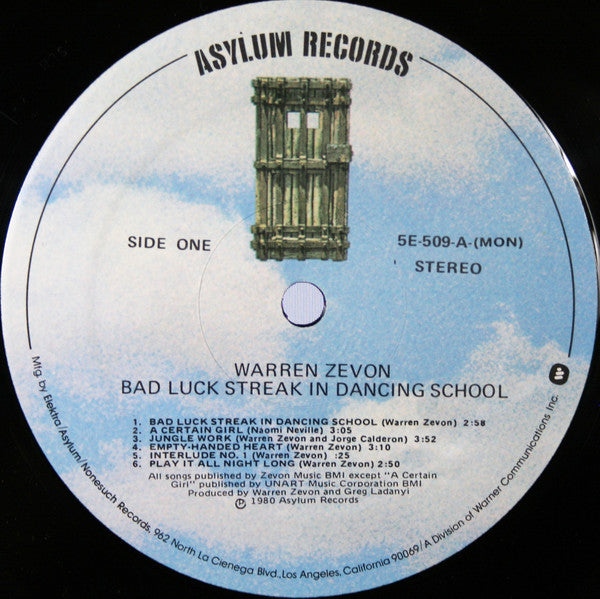 ASYLUM RECORDS
SIDE ONE
5E-509-A-(MON)
STEREO
WARREN ZEVON
BAD LUCK STREAK IN DANCING SCHOOL
1. BAD LUCK STREAK IN DANCING SCHOOL (Warren Zevon) 2:58
2. A CERTAIN GIRL (Naomi Neville) 3:05
3. JUNGLE WORK (Warren Zevon and Jorge Calderon) 3:52
4. EMPTY-HANDED HEART (Warren Zevon) 3:10
5. INTERLUDE NO. 1 (Warren Zevon) :25
6. PLAY IT ALL NIGHT LONG (Warren Zevon) 2:50
All songs published by Zevon Music BMI except "A Certain
Girl" published by UNART Music Corporation BMI
Produced by Warren Zevon and Greg Ladanyi
℗ 1980 Asylum Records
Mfg. by Elektra/Asylum/Nonesuch Records, 962 North La Cienega Blvd., Los Angeles, California 90069/A Division of Warner Communications Inc.